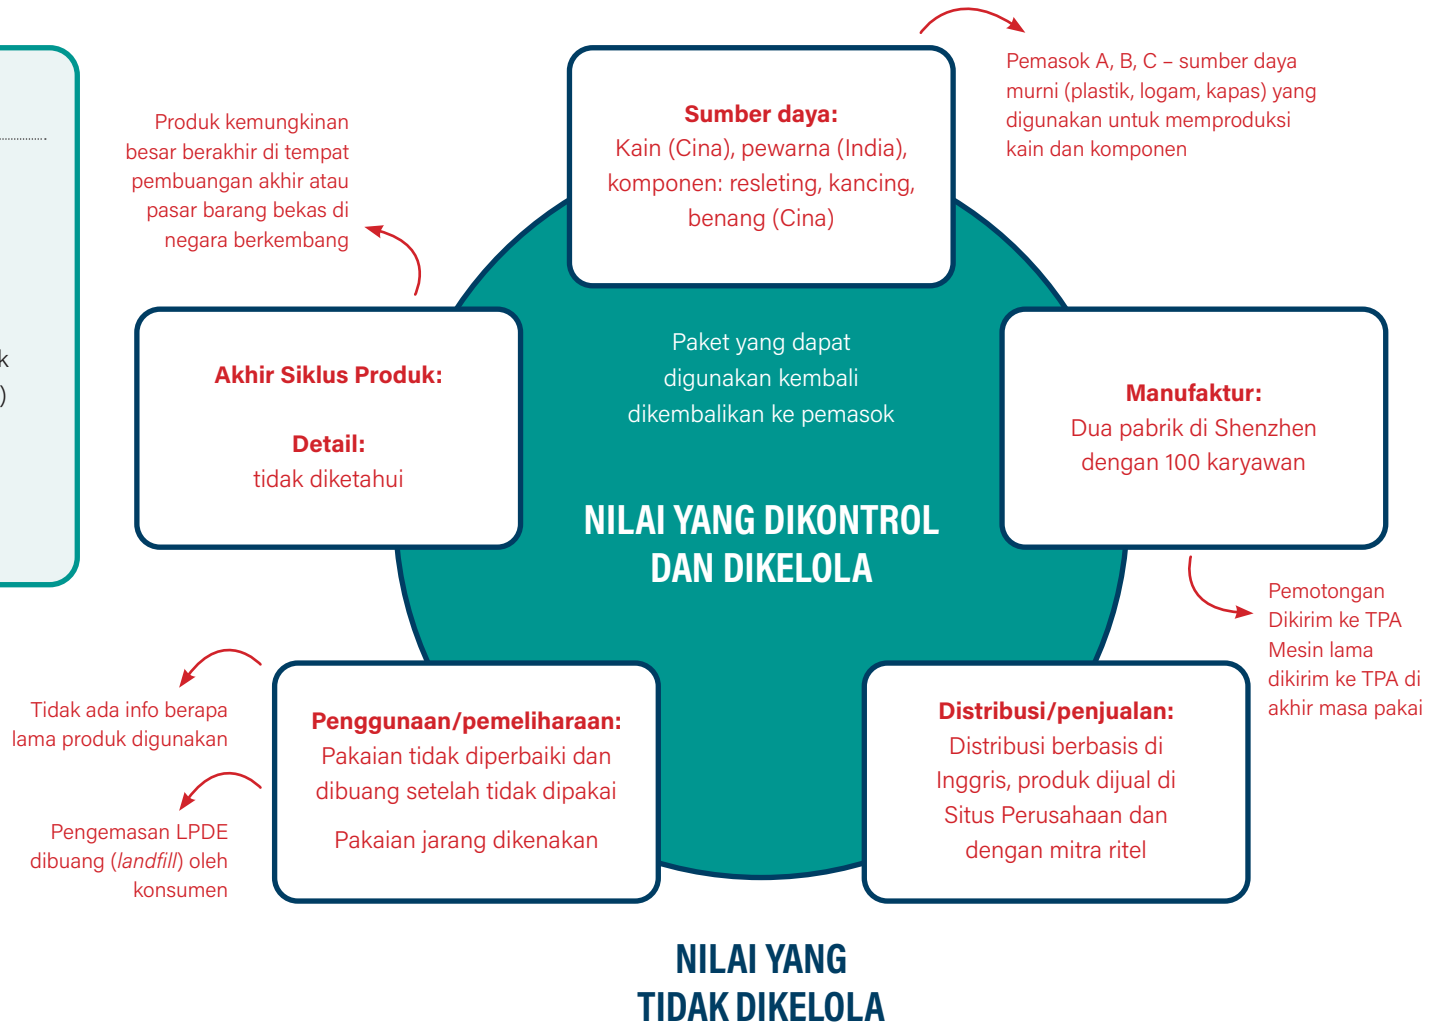 k
)
Produk kemungkinan
besar berakhir di tempat
pembuangan akhir atau
pasar barang bekas di
negara berkembang
Sumber daya:
Kain (Cina), pewarna (India),
komponen: resleting, kancing,
benang (Cina)
Pemasok A, B, C – sumber daya
murni (plastik, logam, kapas) yang
digunakan untuk memproduksi
kain dan komponen
Akhir Siklus Produk:
Detail:
tidak diketahui
Paket yang dapat
digunakan kembali
dikembalikan ke pemasok
Manufaktur:
Dua pabrik di Shenzhen
dengan 100 karyawan
NILAI YANG DIKONTROL
DAN DIKELOLA
Pemotongan
Dikirim ke TPA
Mesin lama
dikirim ke TPA di
akhir masa pakai
Tidak ada info berapa
lama produk digunakan
Pengemasan LPDE
dibuang (landfill) oleh
konsumen
Penggunaan/pemeliharaan:
Pakaian tidak diperbaiki dan
dibuang setelah tidak dipakai
Pakaian jarang dikenakan
Distribusi/penjualan:
Distribusi berbasis di
Inggris, produk dijual di
Situs Perusahaan dan
dengan mitra ritel
NILAI YANG
TIDAK DIKELOLA